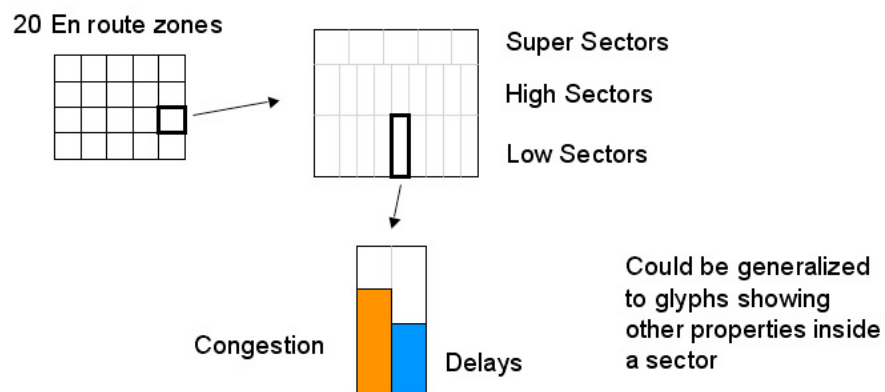 20 En route zones
Super Sectors
High Sectors
Low Sectors
Congestion
Delays
Could be generalized
to glyphs showing
other properties inside
a sector